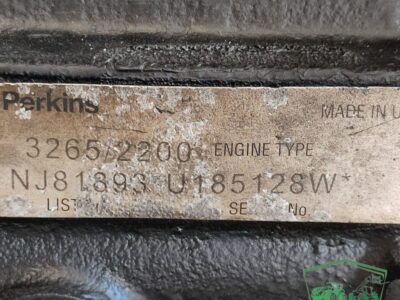 Perkins
MADE IN U
3265/2200 ENGINE TYPE
NJ81893 U185128W*
LIST SE No.